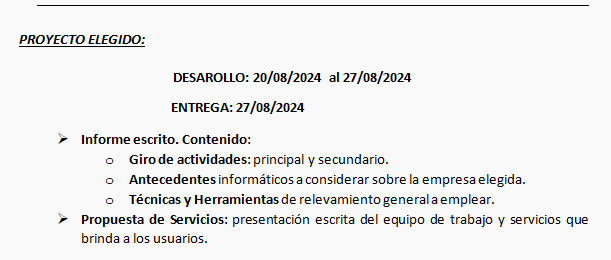 PROYECTO ELEGIDO:
DESAROLLO: 20/08/2024 al 27/08/2024
ENTREGA: 27/08/2024
➢ Informe escrito. Contenido:
o Giro de actividades: principal y secundario.
o Antecedentes informáticos a considerar sobre la empresa elegida.
o Técnicas y Herramientas de relevamiento general a emplear.
➢ Propuesta de Servicios: presentación escrita del equipo de trabajo y servicios que
brinda a los usuarios.